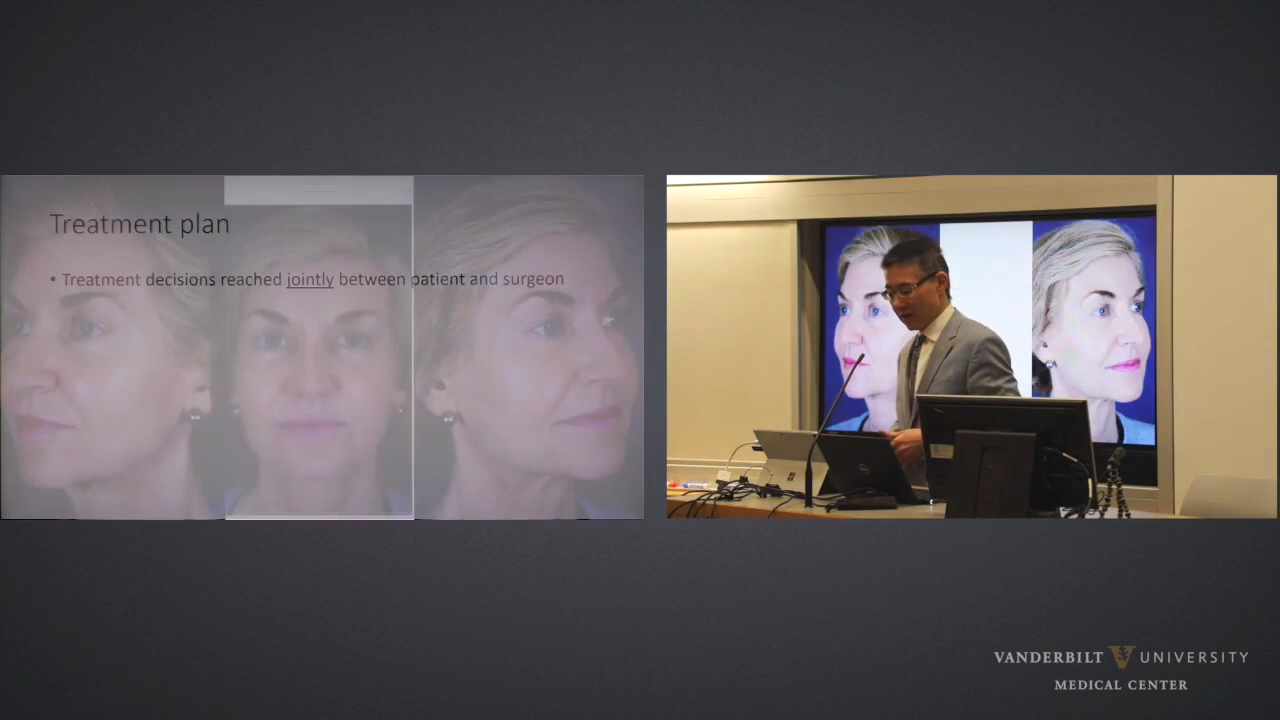 Treatment plan
• Treatment decisions reached jointly between patient and surgeon
VANDERBILT UNIVERSITY
MEDICAL CENTER